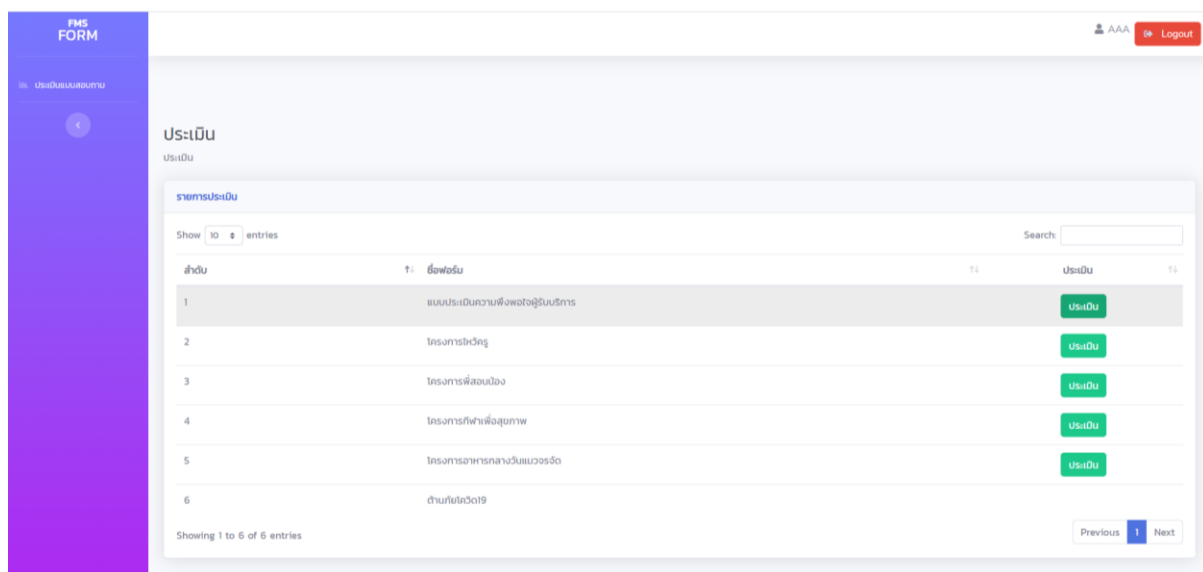 FMS
FORM
AAA
Logout
ประเมินแบบสอบถาม
ประเมิน
ประเมิน
รายการประเมิน
Show 10 entries
Search:
ลำดับ ชื่อฟอร์ม ประเมิน
1 แบบประเมินความพึงพอใจผู้รับบริการ ประเมิน
2 โครงการไหว้ครู ประเมิน
3 โครงการพี่สอนน้อง ประเมิน
4 โครงการกีฬาเพื่อสุขภาพ ประเมิน
5 โครงการอาหารกลางวันแมวจรจัด ประเมิน
6 ต้านภัยโควิด19
Showing 1 to 6 of 6 entries
Previous 1 Next